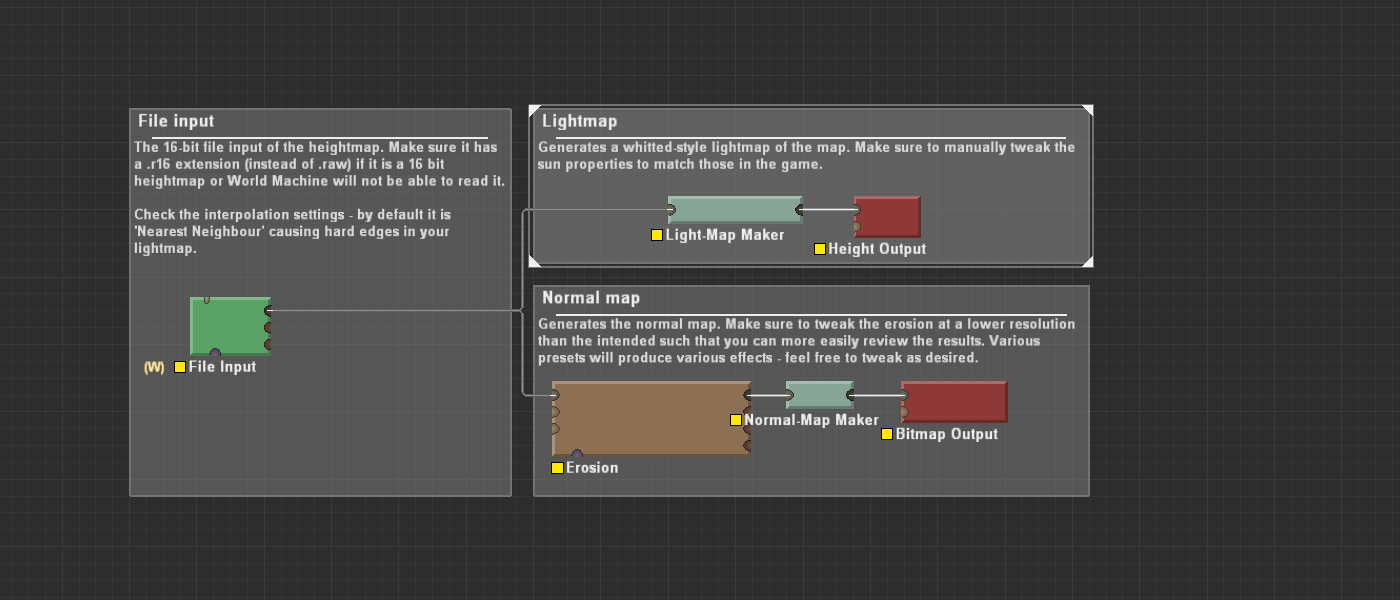 File input
The 16-bit file input of the heightmap. Make sure it has
a .r16 extension (instead of .raw) if it is a 16 bit
heightmap or World Machine will not be able to read it.
Check the interpolation settings - by default it is
'Nearest Neighbour' causing hard edges in your
lightmap.
(W) File Input
Lightmap
Generates a whitted-style lightmap of the map. Make sure to manually tweak the
sun properties to match those in the game.
Light-Map Maker
Height Output
Normal map
Generates the normal map. Make sure to tweak the erosion at a lower resolution
than the intended such that you can more easily review the results. Various
presets will produce various effects - feel free to tweak as desired.
Normal-Map Maker
Bitmap Output
Erosion